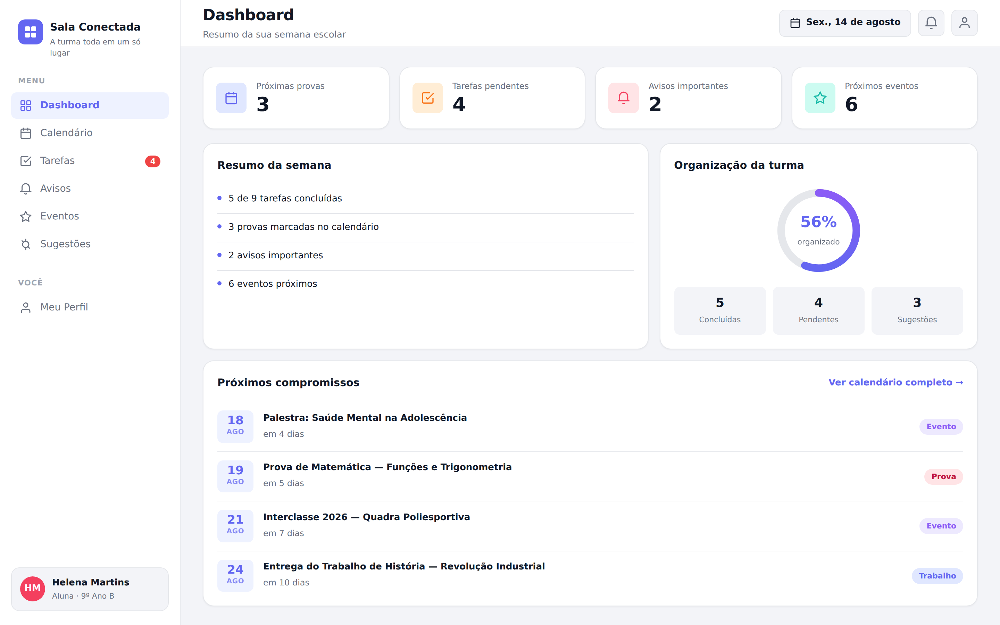 Sala Conectada
A turma toda em um só
lugar
MENU
Dashboard
Calendário
Tarefas
4
Avisos
Eventos
Sugestões
VOCÊ
Meu Perfil
HM
Helena Martins
Aluna · 9º Ano B
Dashboard
Resumo da sua semana escolar
Sex., 14 de agosto
Próximas provas
3
Tarefas pendentes
4
Avisos importantes
2
Próximos eventos
6
Resumo da semana
5 de 9 tarefas concluídas
3 provas marcadas no calendário
2 avisos importantes
6 eventos próximos
Organização da turma
56%
organizado
5
Concluídas
4
Pendentes
3
Sugestões
Próximos compromissos
Ver calendário completo →
18
AGO
Palestra: Saúde Mental na Adolescência
em 4 dias
Evento
19
AGO
Prova de Matemática — Funções e Trigonometria
em 5 dias
Prova
21
AGO
Interclasse 2026 — Quadra Poliesportiva
em 7 dias
Evento
24
AGO
Entrega do Trabalho de História — Revolução Industrial
em 10 dias
Trabalho